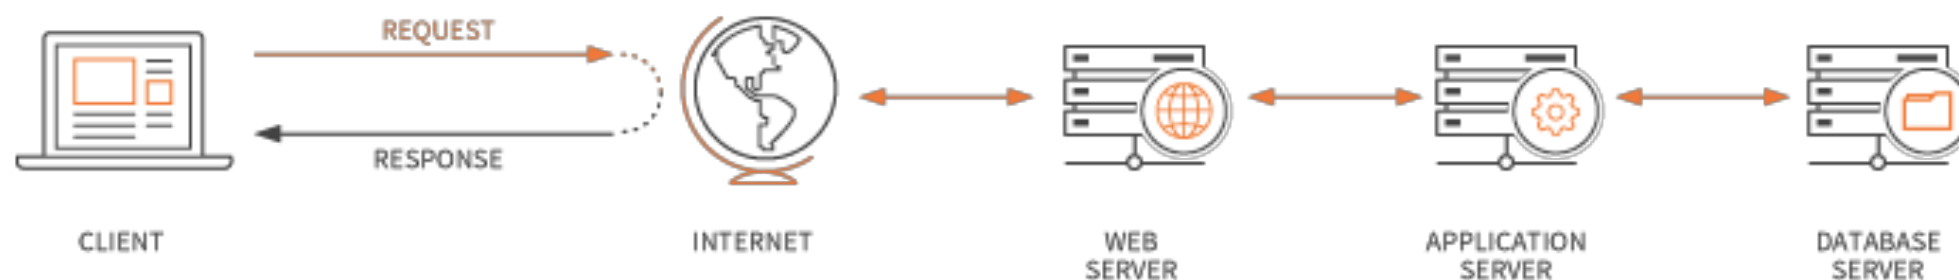 REQUEST
RESPONSE
CLIENT
INTERNET
WEB
SERVER
APPLICATION
SERVER
DATABASE
SERVER